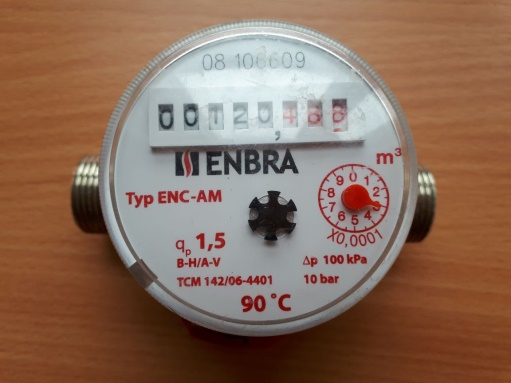 08 106609
00120,488
ENBRA
m³
Typ ENC-AM
9 0 1
8 2
7 3
6 5 4
X0,0001
qp 1,5
B-H/A-V
Δp 100 kPa
TCM 142/06-4401
10 bar
90 °C